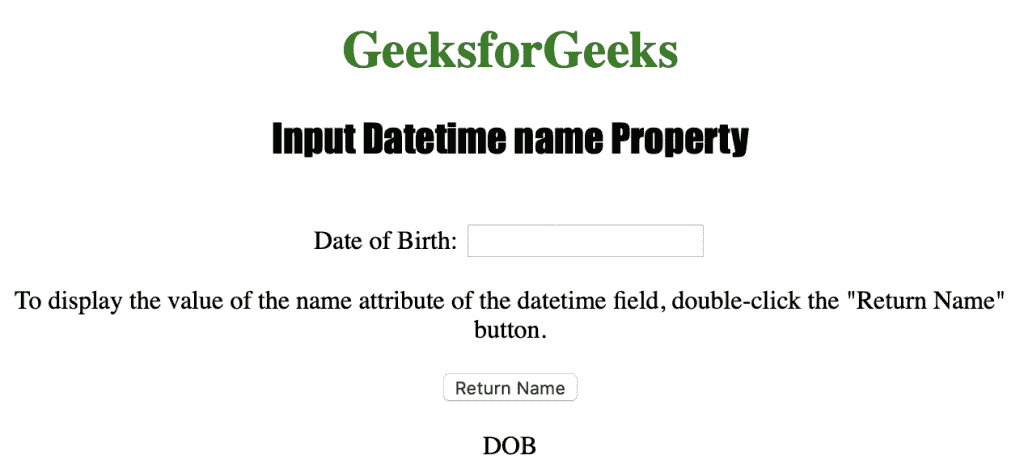 GeeksforGeeks
Input Datetime name Property
Date of Birth:
To display the value of the name attribute of the datetime field, double-click the "Return Name"
button.
Return Name
DOB